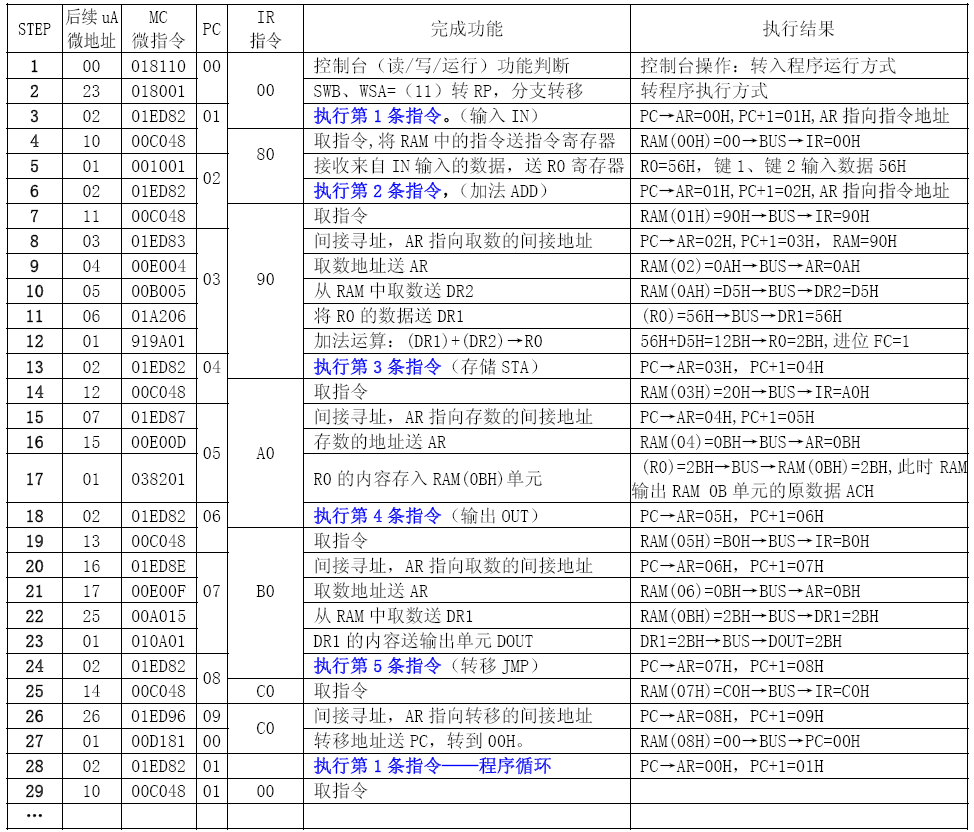 STEP 后续 uA 微地址 MC 微指令 PC IR 指令 完成功能 执行结果
1 00 018110 00 00 控制台（读/写/运行）功能判断 控制台操作：转入程序运行方式
2 23 018001 SWB、WSA=（11）转 RP，分支转移 转程序执行方式
3 02 01ED82 01 执行第 1 条指令。（输入 IN） PC→AR=00H,PC+1=01H,AR 指向指令地址
4 10 00C048 80 取指令,将 RAM 中的指令送指令寄存器 RAM(00H)=00→BUS→IR=00H
5 01 001001 02 接收来自 IN 输入的数据，送 R0 寄存器 R0=56H，键 1、键 2 输入数据 56H
6 02 01ED82 执行第 2 条指令，（加法 ADD） PC→AR=01H,PC+1=02H,AR 指向指令地址
7 11 00C048 90 取指令 RAM(01H)=90H→BUS→IR=90H
8 03 01ED83 03 间接寻址，AR 指向取数的间接地址 PC→AR=02H,PC+1=03H，RAM=90H
9 04 00E004 取数地址送 AR RAM(02)=0AH→BUS→AR=0AH
10 05 00B005 从 RAM 中取数送 DR2 RAM(0AH)=D5H→BUS→DR2=D5H
11 06 01A206 将 R0 的数据送 DR1 (R0)=56H→BUS→DR1=56H
12 01 919A01 加法运算：(DR1)+(DR2)→R0 56H+D5H=12BH→R0=2BH,进位 FC=1
13 02 01ED82 04 执行第 3 条指令（存储 STA） PC→AR=03H，PC+1=04H
14 12 00C048 A0 取指令 RAM(03H)=20H→BUS→IR=A0H
15 07 01ED87 05 间接寻址，AR 指向存数的间接地址 PC→AR=04H,PC+1=05H
16 15 00E00D 存数的地址送 AR RAM(04)=0BH→BUS→AR=0BH
17 01 038201 R0 的内容存入 RAM(0BH)单元 (R0)=2BH→BUS→RAM(0BH)=2BH,此时 RAM
输出 RAM 0B 单元的原数据 ACH
18 02 01ED82 06 执行第 4 条指令（输出 OUT） PC→AR=05H，PC+1=06H
19 13 00C048 B0 取指令 RAM(05H)=B0H→BUS→IR=B0H
20 16 01ED8E 07 间接寻址，AR 指向取数的间接地址 PC→AR=06H，PC+1=07H
21 17 00E00F 取数地址送 AR RAM(06)=0BH→BUS→AR=0BH
22 25 00A015 从 RAM 中取数送 DR1 RAM(0BH)=2BH→BUS→DR1=2BH
23 01 010A01 DR1 的内容送输出单元 DOUT DR1=2BH→BUS→DOUT=2BH
24 02 01ED82 08 执行第 5 条指令（转移 JMP） PC→AR=07H，PC+1=08H
25 14 00C048 C0 取指令 RAM(07H)=C0H→BUS→IR=C0H
26 26 01ED96 09 C0 间接寻址，AR 指向转移的间接地址 PC→AR=08H，PC+1=09H
27 01 00D181 00 转移地址送 PC，转到 00H。 RAM(08H)=00→BUS→PC=00H
28 02 01ED82 01 执行第 1 条指令——程序循环 PC→AR=00H，PC+1=01H
29 10 00C048 01 00 取指令
…